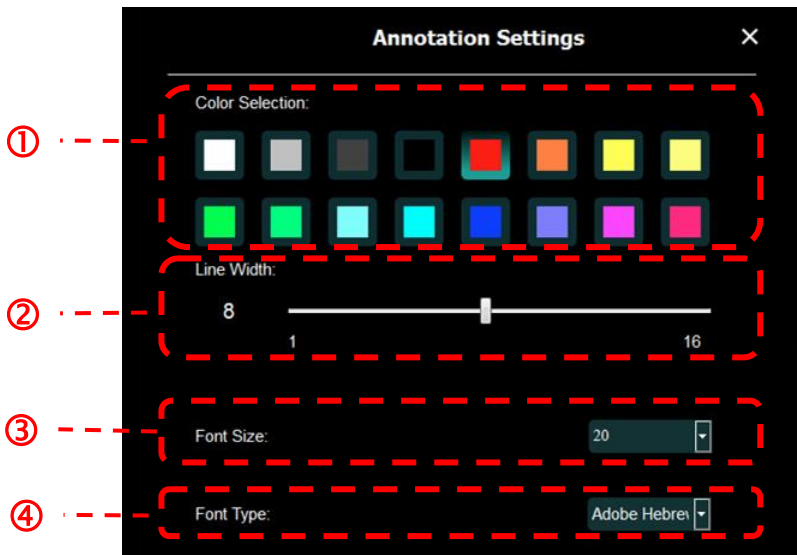 Annotation Settings
Color Selection:
①
Line Width:
② 8
1 16
③ Font Size: 20
④ Font Type: Adobe Hebrew